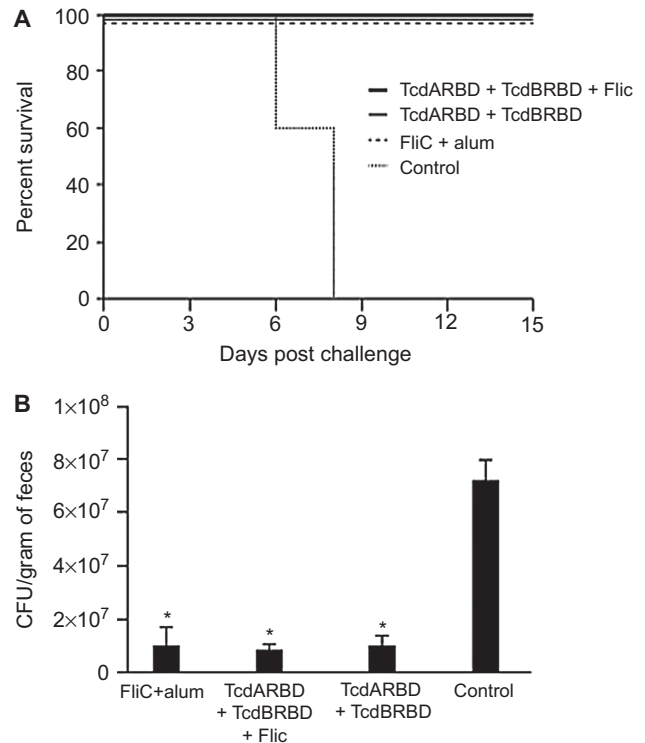 A
100
80
60
40
20
0
Percent survival
0 3 6 9 12 15
Days post challenge
TcdARBD + TcdBRBD + Flic
TcdARBD + TcdBRBD
FliC + alum
Control
B
1×10⁸
8×10⁷
6×10⁷
4×10⁷
2×10⁷
0
CFU/gram of feces
* * *
FliC+alum
TcdARBD
+ TcdBRBD
+ Flic
TcdARBD
+ TcdBRBD
Control